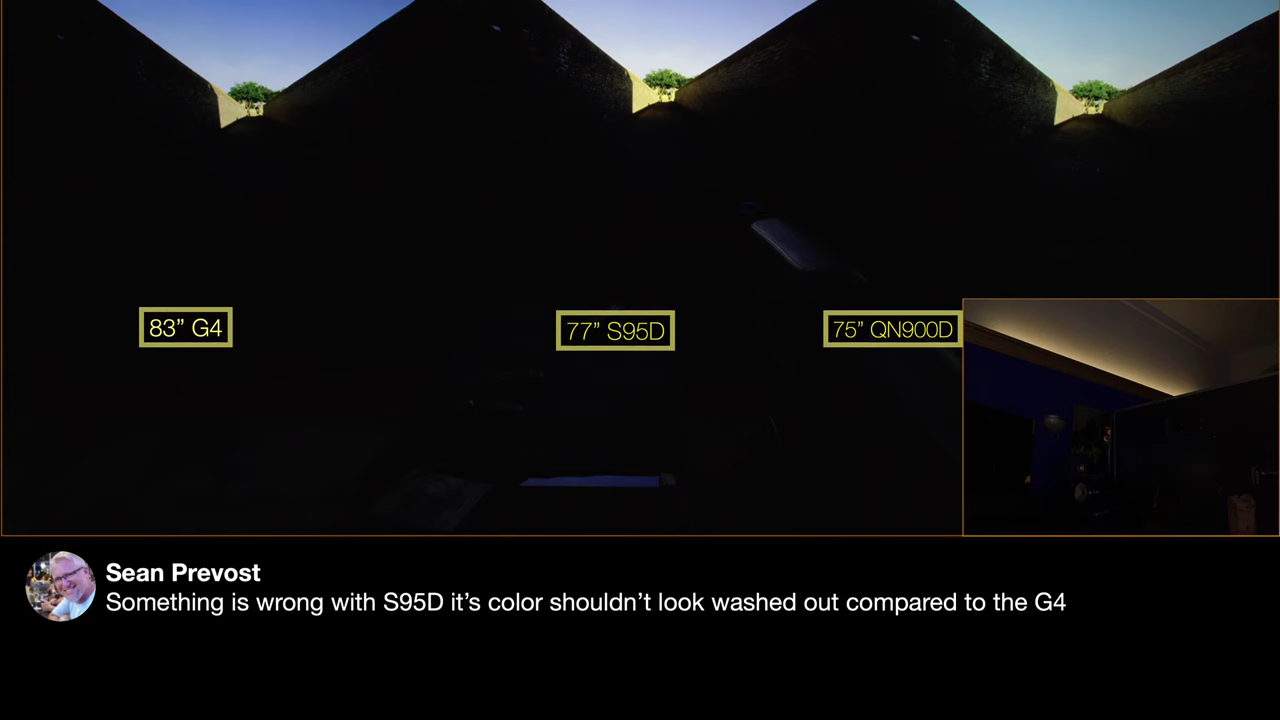 83” G4
77” S95D
75” QN900D
Sean Prevost
Something is wrong with S95D it’s color shouldn’t look washed out compared to the G4